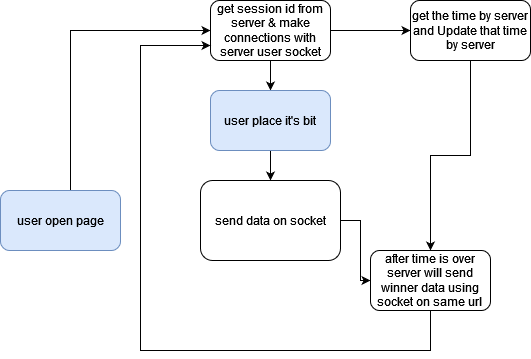 get session id from
server & make
connections with
server user socket
get the time by server
and Update that time
by server
user place it's bit
user open page
send data on socket
after time is over
server will send
winner data using
socket on same url